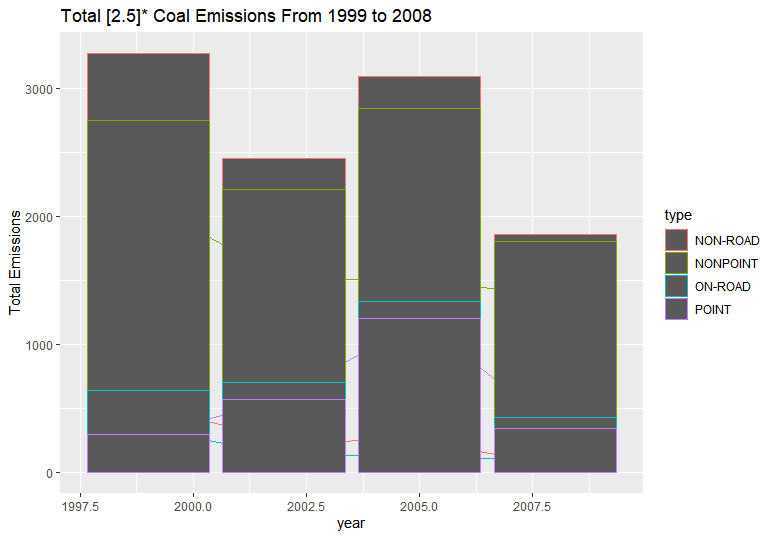 Total [2.5]* Coal Emissions From 1999 to 2008
Total Emissions
3000
2000
1000
0
1997.5 2000.0 2002.5 2005.0 2007.5
year
type
NON-ROAD
NONPOINT
ON-ROAD
POINT